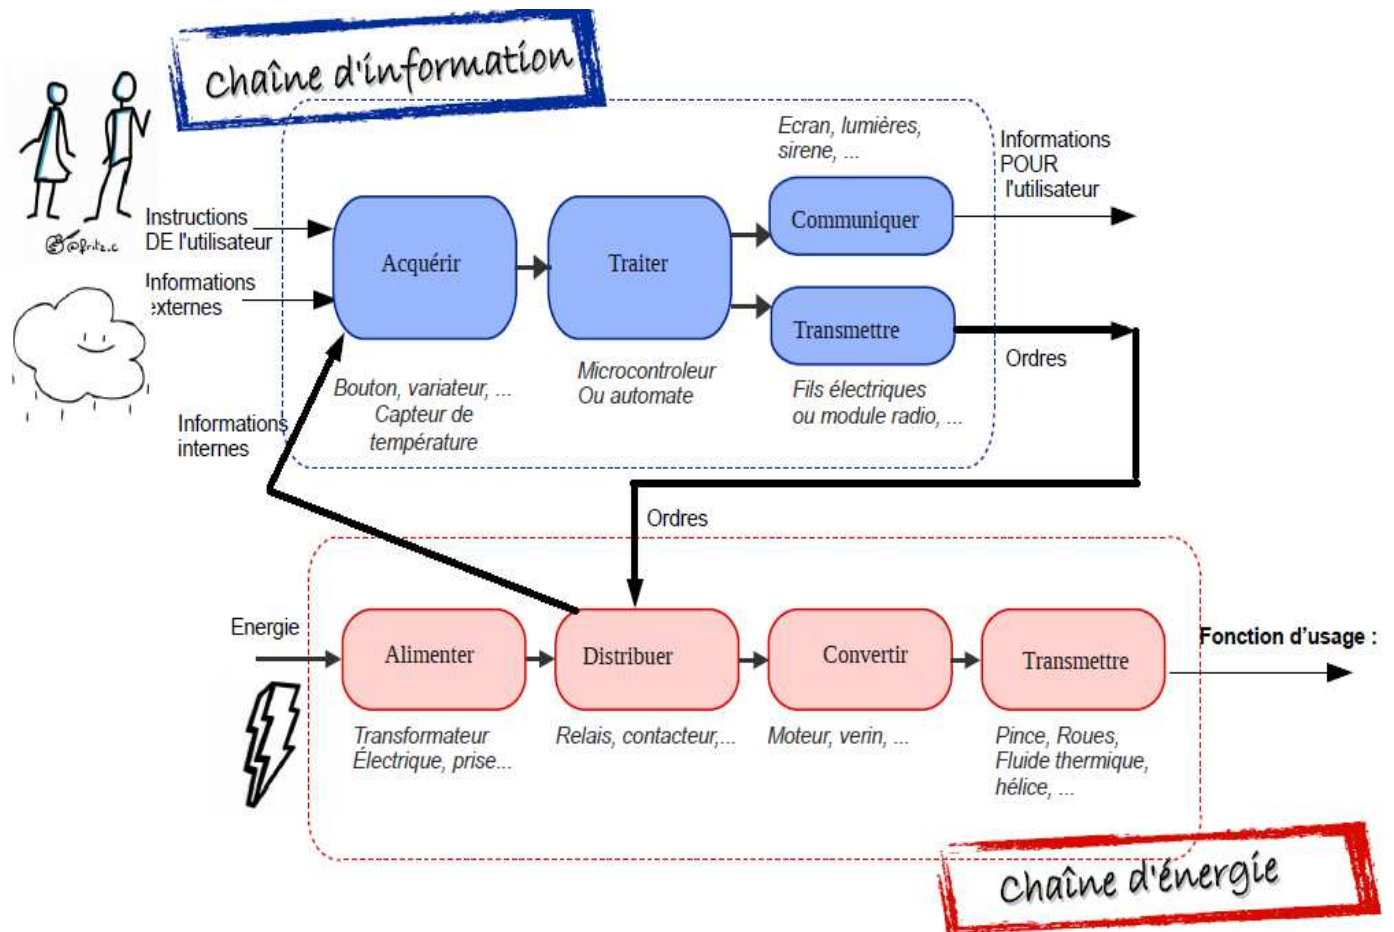 Chaîne d'information
Ecran, lumières,
sirene, ...
Informations
POUR
l'utilisateur
Instructions
DE l'utilisateur
@fritz.c
Informations
externes
Acquérir
Traiter
Communiquer
Transmettre
Ordres
Bouton, variateur, ...
Capteur de
température
Microcontroleur
Ou automate
Fils électriques
ou module radio, ...
Informations
internes
Ordres
Energie
Alimenter
Distribuer
Convertir
Transmettre
Fonction d'usage :
Transformateur
Électrique, prise...
Relais, contacteur,...
Moteur, verin, ...
Pince, Roues,
Fluide thermique,
hélice, ...
Chaîne d'énergie